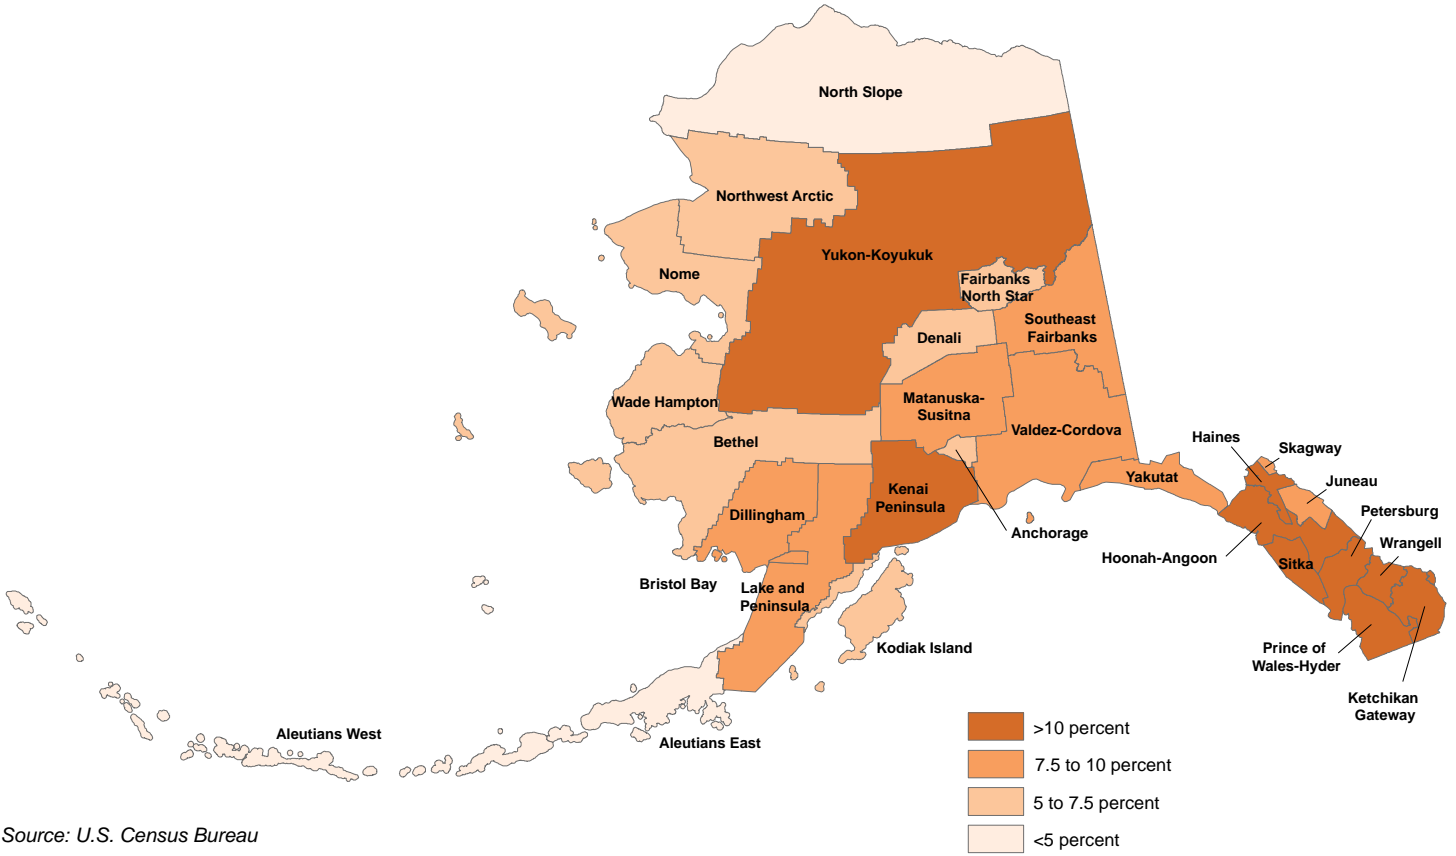 North Slope
Northwest Arctic
Yukon-Koyukuk
Nome
Fairbanks
North Star
Southeast
Fairbanks
Denali
Wade Hampton
Matanuska-
Susitna
Bethel
Valdez-Cordova
Haines
Skagway
Yakutat
Juneau
Kenai
Peninsula
Petersburg
Dillingham
Anchorage
Wrangell
Hoonah-Angoon
Sitka
Bristol Bay
Lake and
Peninsula
Kodiak Island
Prince of
Wales-Hyder
Ketchikan
Gateway
Aleutians West
Aleutians East
>10 percent
7.5 to 10 percent
5 to 7.5 percent
<5 percent
Source: U.S. Census Bureau